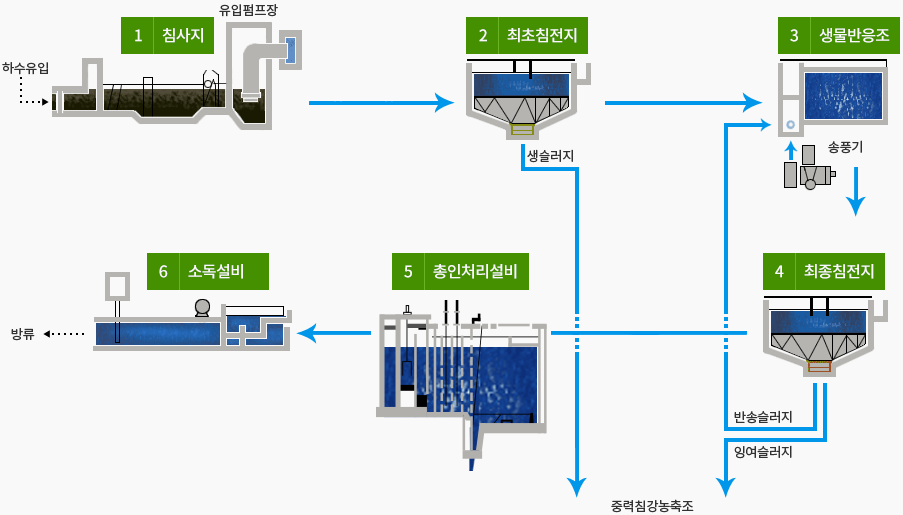 유입펌프장
1 침사지
2 최초침전지
3 생물반응조
하수유입
송풍기
생슬러지
6 소독설비
5 총인처리설비
4 최종침전지
방류
반송슬러지
잉여슬러지
중력침강농축조